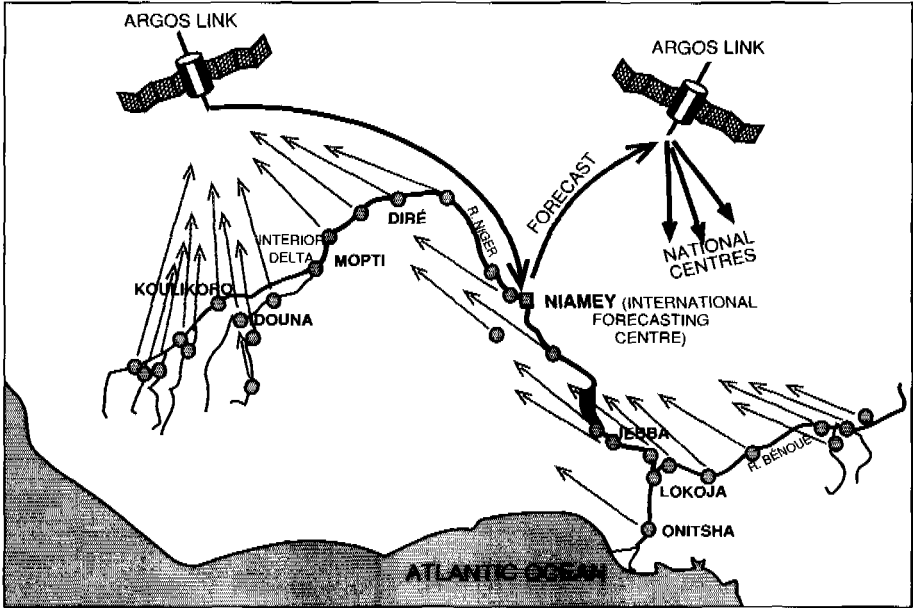 ARGOS LINK
ARGOS LINK
FORECAST
NATIONAL
CENTRES
DIRÉ
R. NIGER
INTERIOR
DELTA
MOPTI
KOULIKORO
DOUNA
NIAMEY (INTERNATIONAL
FORECASTING
CENTRE)
JEBBA
R. BÉNOUÉ
LOKOJA
ONITSHA
ATLANTIC OCEAN